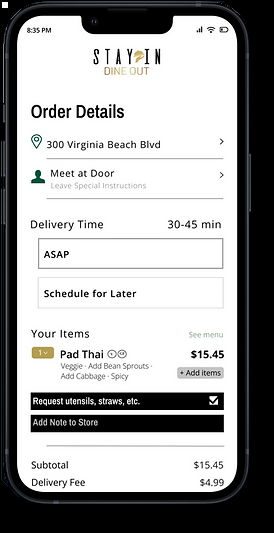 8:35 PM
STAY IN
DINE OUT
Order Details
300 Virginia Beach Blvd
Meet at Door
Leave Special Instructions
Delivery Time 30-45 min
ASAP
Schedule for Later
Your Items See menu
1 Pad Thai $15.45
Veggie · Add Bean Sprouts ·
Add Cabbage · Spicy
+ Add items
Request utensils, straws, etc.
Add Note to Store
Subtotal $15.45
Delivery Fee $4.99